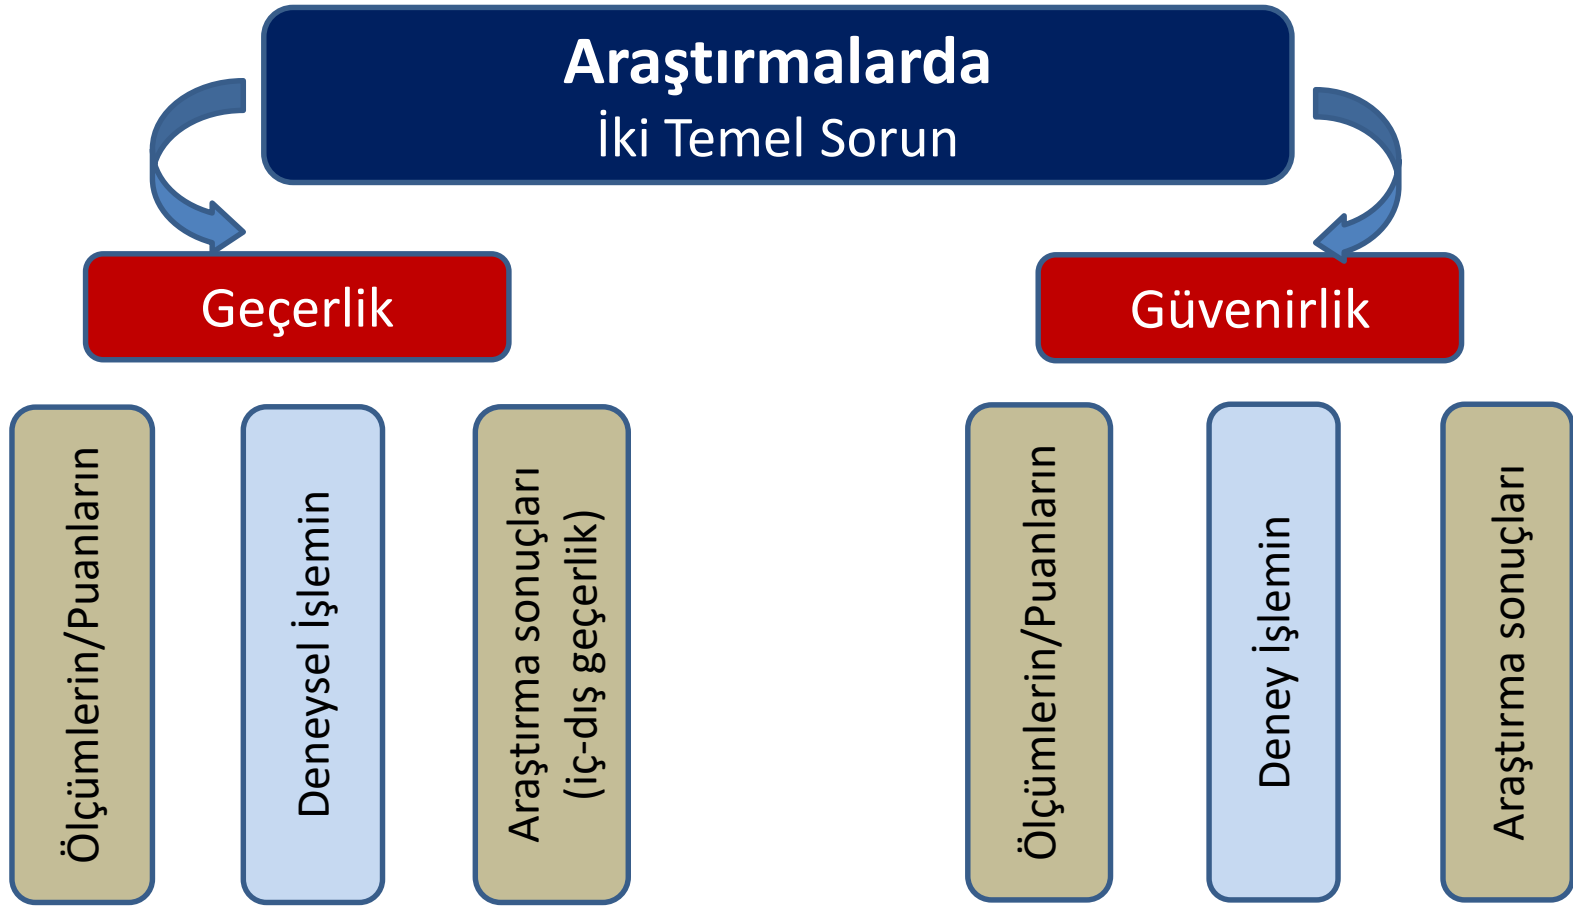 Araştırmalarda
İki Temel Sorun
Geçerlik
Güvenirlik
Ölçümlerin/Puanların
Deneysel İşlemin
Araştırma sonuçları
(iç-dış geçerlik)
Ölçümlerin/Puanların
Deney İşlemin
Araştırma sonuçları